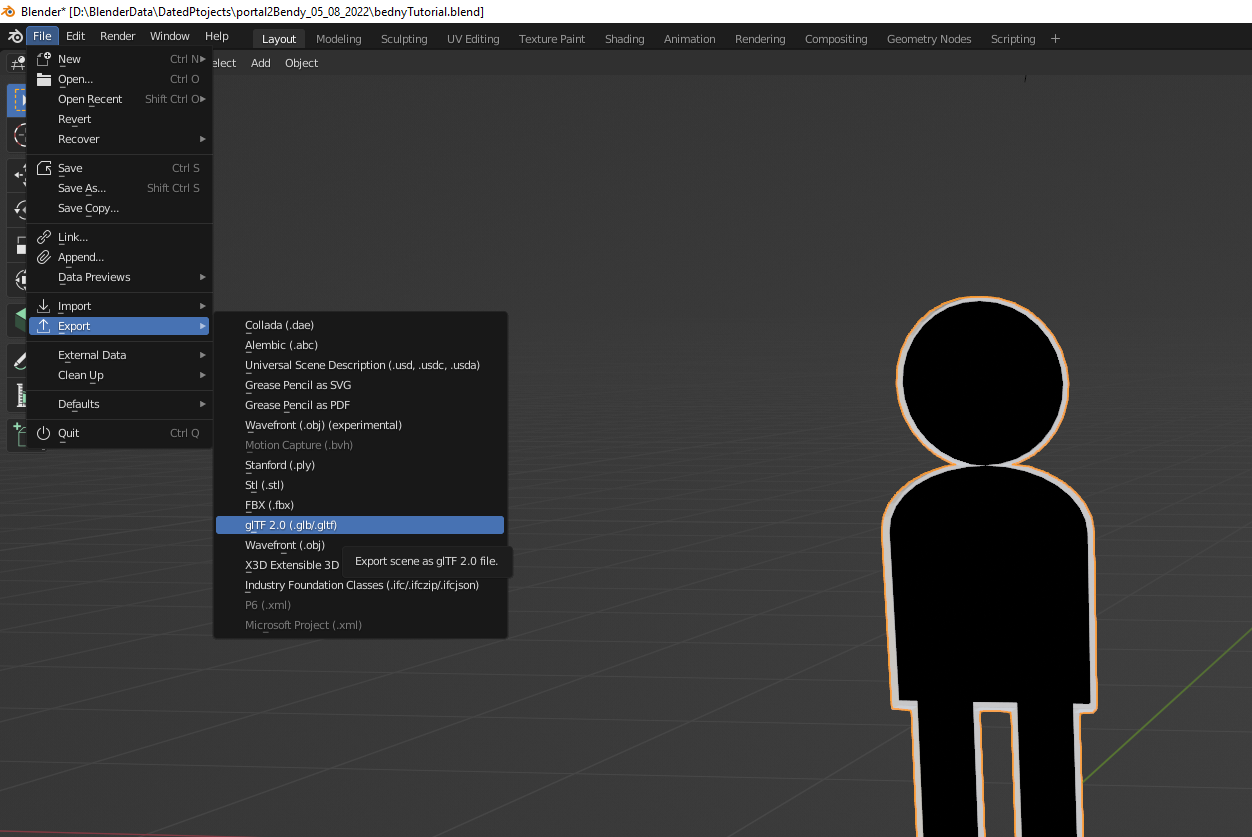 Blender* [D:\BlenderData\DatedPtojects\portal2Bendy_05_08_2022\bednyTutorial.blend]
File Edit Render Window Help Layout Modeling Sculpting UV Editing Texture Paint Shading Animation Rendering Compositing Geometry Nodes Scripting +
elect Add Object
New Ctrl N
Open... Ctrl O
Open Recent Shift Ctrl O
Revert
Recover
Save Ctrl S
Save As... Shift Ctrl S
Save Copy...
Link...
Append...
Data Previews
Import
Export
External Data
Clean Up
Defaults
Quit Ctrl Q
Collada (.dae)
Alembic (.abc)
Universal Scene Description (.usd, .usdc, .usda)
Grease Pencil as SVG
Grease Pencil as PDF
Wavefront (.obj) (experimental)
Motion Capture (.bvh)
Stanford (.ply)
Stl (.stl)
FBX (.fbx)
glTF 2.0 (.glb/.gltf)
Wavefront (.obj)
Export scene as glTF 2.0 file.
X3D Extensible 3D
Industry Foundation Classes (.ifc/.ifczip/.ifcjson)
P6 (.xml)
Microsoft Project (.xml)